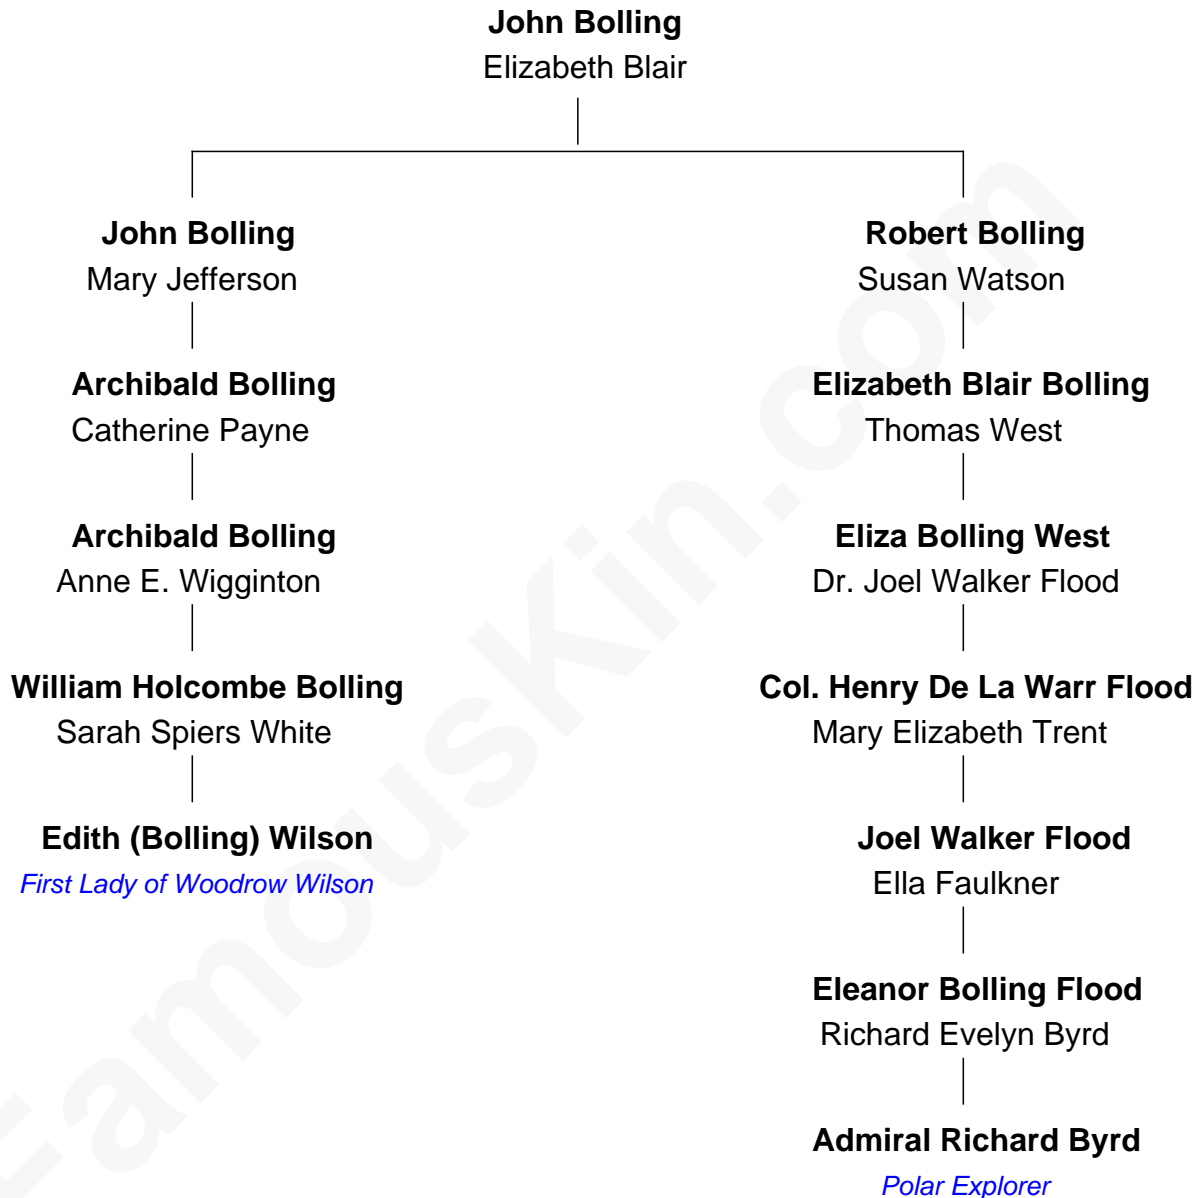 John Bolling
Elizabeth Blair
John Bolling
Mary Jefferson
Archibald Bolling
Catherine Payne
Archibald Bolling
Anne E. Wigginton
William Holcombe Bolling
Sarah Spiers White
Edith (Bolling) Wilson
First Lady of Woodrow Wilson
Robert Bolling
Susan Watson
Elizabeth Blair Bolling
Thomas West
Eliza Bolling West
Dr. Joel Walker Flood
Col. Henry De La Warr Flood
Mary Elizabeth Trent
Joel Walker Flood
Ella Faulkner
Eleanor Bolling Flood
Richard Evelyn Byrd
Admiral Richard Byrd
Polar Explorer
FamousKin.com